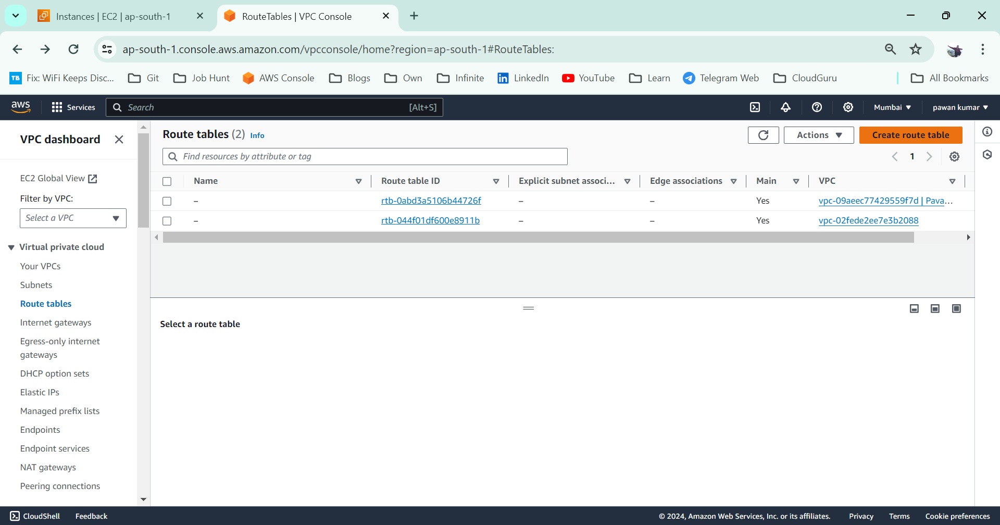 Instances | EC2 | ap-south-1
RouteTables | VPC Console
ap-south-1.console.aws.amazon.com/vpcconsole/home?region=ap-south-1#RouteTables:
TB Fix: WiFi Keeps Disc... Git Job Hunt AWS Console Blogs Own Infinite LinkedIn YouTube Learn Telegram Web CloudGuru All Bookmarks
aws Services Search [Alt+S] Mumbai pawan kumar
VPC dashboard
EC2 Global View
Filter by VPC:
Select a VPC
Virtual private cloud
Your VPCs
Subnets
Route tables
Internet gateways
Egress-only internet
gateways
DHCP option sets
Elastic IPs
Managed prefix lists
Endpoints
Endpoint services
NAT gateways
Peering connections
Route tables (2) Info
Actions
Create route table
Find resources by attribute or tag
1
Name Route table ID Explicit subnet associ... Edge associations Main VPC
– rtb-0abd3a5106b44726f – – Yes vpc-09aeec77429559f7d | Pava...
– rtb-044f01df600e8911b – – Yes vpc-02fede2ee7e3b2088
Select a route table
CloudShell Feedback © 2024, Amazon Web Services, Inc. or its affiliates. Privacy Terms Cookie preferences